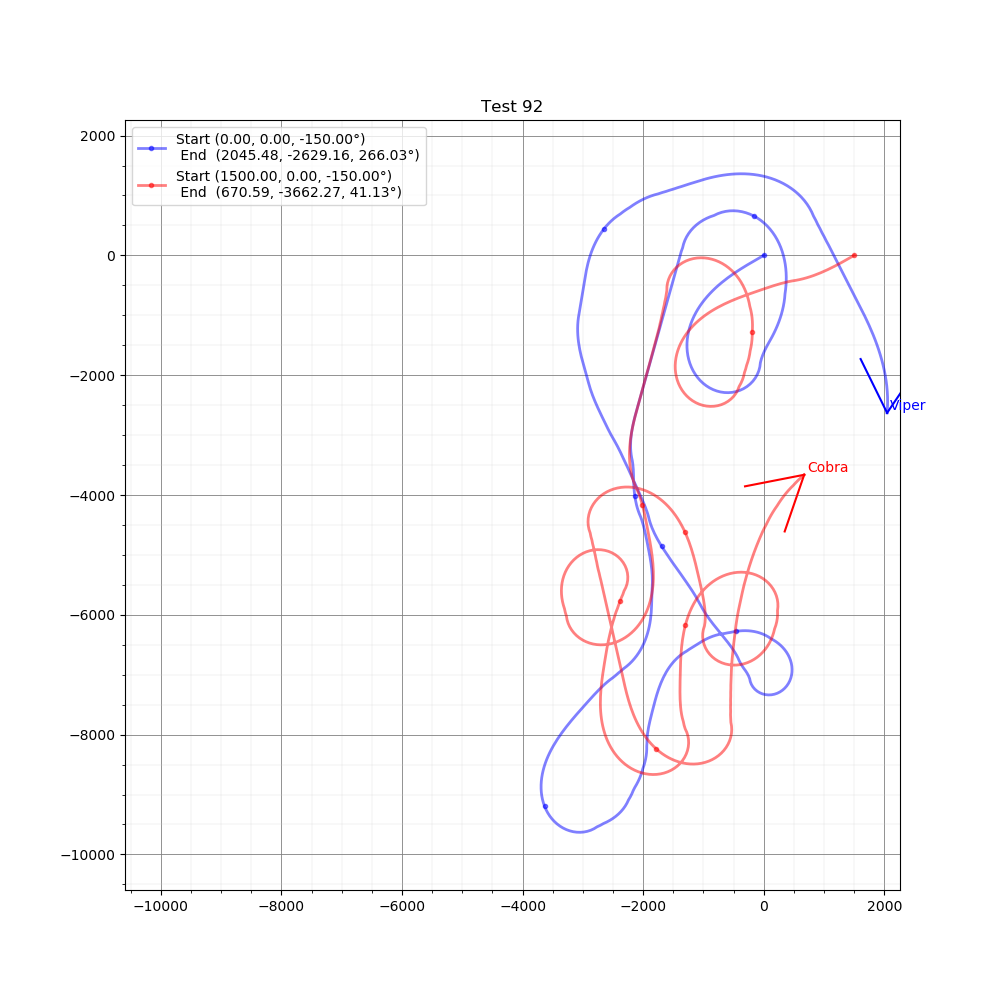 Test 92
Start (0.00, 0.00, -150.00°)
End (2045.48, -2629.16, 266.03°)
Start (1500.00, 0.00, -150.00°)
End (670.59, -3662.27, 41.13°)
2000
0
−2000
−4000
−6000
−8000
−10000
Viper
Cobra
−10000 −8000 −6000 −4000 −2000 0 2000